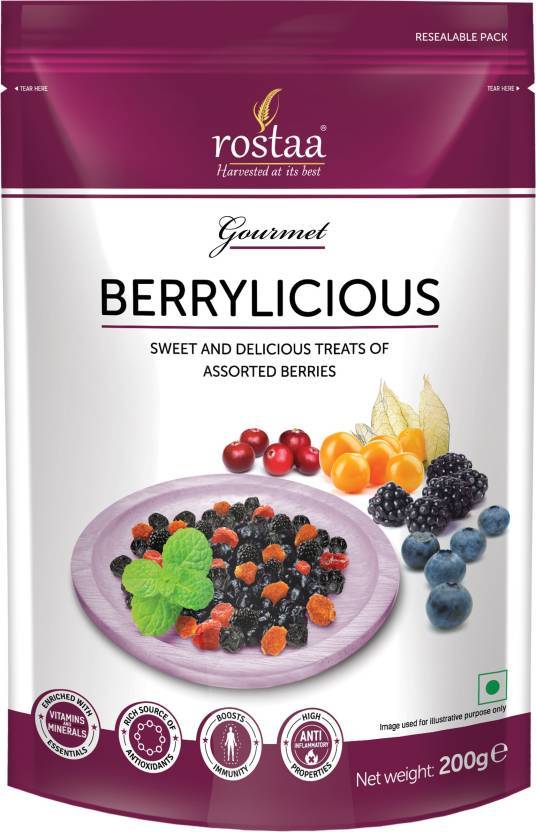 RESEALABLE PACK
TEAR HERE
TEAR HERE
rostaa®
Harvested at its best
Gourmet
BERRYLICIOUS
SWEET AND DELICIOUS TREATS OF
ASSORTED BERRIES
ENRICHED WITH
VITAMINS
AND
MINERALS
ESSENTIALS
RICH SOURCE OF
ANTIOXIDANTS
BOOSTS
IMMUNITY
HIGH
ANTI
INFLAMMATORY
PROPERTIES
Image used for illustrative purpose only
Net weight: 200g℮